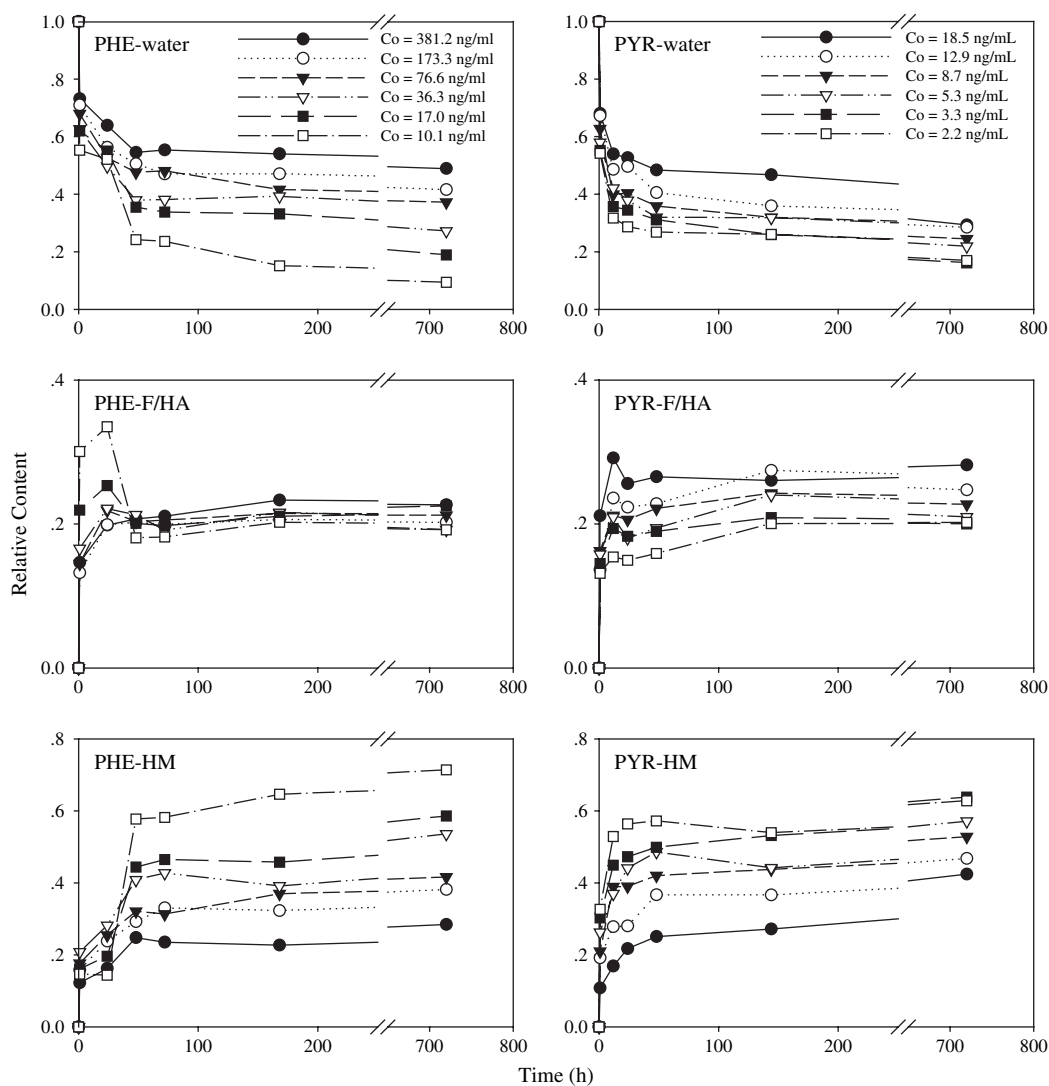 PHE-water
Co = 381.2 ng/ml
Co = 173.3 ng/ml
Co = 76.6 ng/ml
Co = 36.3 ng/ml
Co = 17.0 ng/ml
Co = 10.1 ng/ml
1.0
.8
.6
.4
.2
0.0
0
100
200
700
800
PYR-water
Co = 18.5 ng/mL
Co = 12.9 ng/mL
Co = 8.7 ng/mL
Co = 5.3 ng/mL
Co = 3.3 ng/mL
Co = 2.2 ng/mL
1.0
.8
.6
.4
.2
0.0
0
100
200
700
800
Relative Content
PHE-F/HA
.4
.2
0.0
0
100
200
700
800
PYR-F/HA
.4
.2
0.0
0
100
200
700
800
PHE-HM
.8
.6
.4
.2
0.0
0
100
200
700
800
PYR-HM
.8
.6
.4
.2
0.0
0
100
200
700
800
Time (h)